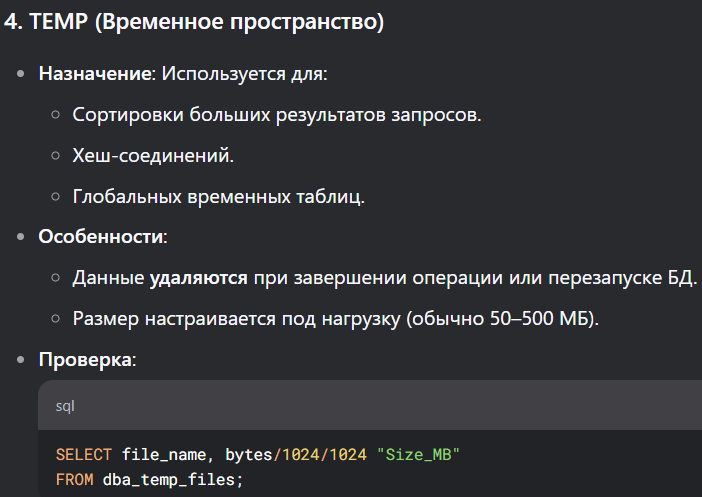 4. TEMP (Временное пространство)
Назначение: Используется для:
Сортировки больших результатов запросов.
Хеш-соединений.
Глобальных временных таблиц.
Особенности:
Данные удаляются при завершении операции или перезапуске БД.
Размер настраивается под нагрузку (обычно 50–500 МБ).
Проверка:
sql
SELECT file_name, bytes/1024/1024 "Size_MB"
FROM dba_temp_files;